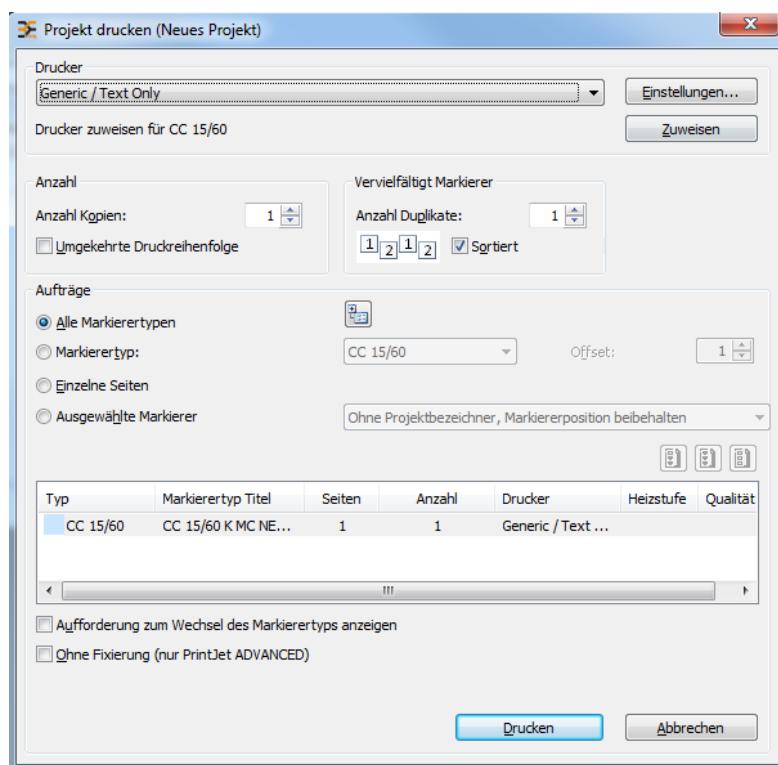 Projekt drucken (Neues Projekt)
Drucker
Generic / Text Only
Einstellungen...
Drucker zuweisen für CC 15/60
Zuweisen
Anzahl
Vervielfältigt Markierer
Anzahl Kopien: 1
Anzahl Duplikate: 1
Umgekehrte Druckreihenfolge
1 2 1 2 Sortiert
Aufträge
Alle Markierertypen
Markierertyp: CC 15/60 Offset: 1
Einzelne Seiten
Ausgewählte Markierer Ohne Projektbezeichner, Markiererposition beibehalten
Typ Markierertyp Titel Seiten Anzahl Drucker Heizstufe Qualität
CC 15/60 CC 15/60 K MC NE... 1 1 Generic / Text ...
Aufforderung zum Wechsel des Markierertyps anzeigen
Ohne Fixierung (nur PrintJet ADVANCED)
Drucken Abbrechen